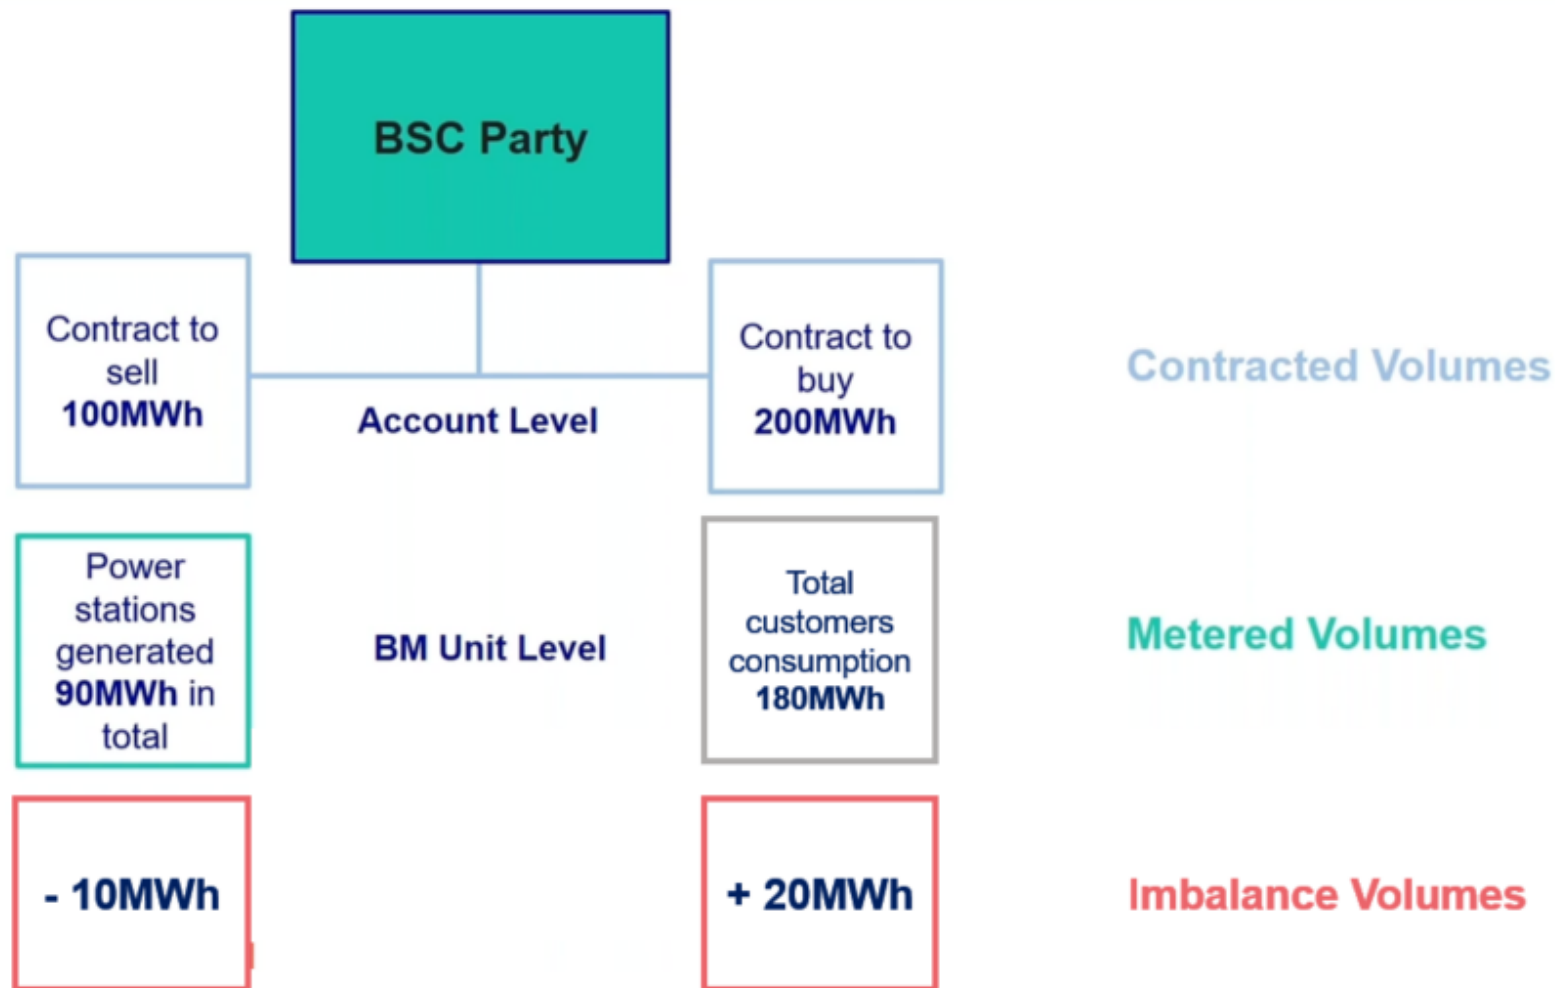 BSC Party
Contract to
sell
100MWh
Account Level
Contract to
buy
200MWh
Contracted Volumes
Power
stations
generated
90MWh in
total
BM Unit Level
Total
customers
consumption
180MWh
Metered Volumes
- 10MWh
+ 20MWh
Imbalance Volumes